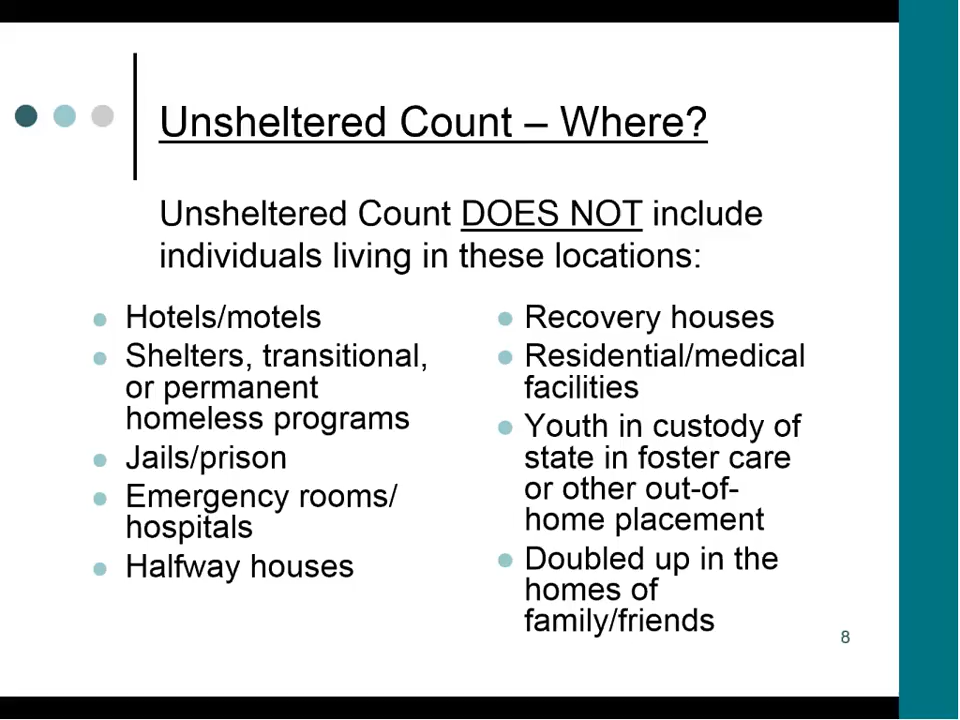 Unsheltered Count – Where?
Unsheltered Count DOES NOT include
individuals living in these locations:
Hotels/motels
Shelters, transitional,
or permanent
homeless programs
Jails/prison
Emergency rooms/
hospitals
Halfway houses
Recovery houses
Residential/medical
facilities
Youth in custody of
state in foster care
or other out-of-
home placement
Doubled up in the
homes of
family/friends
8